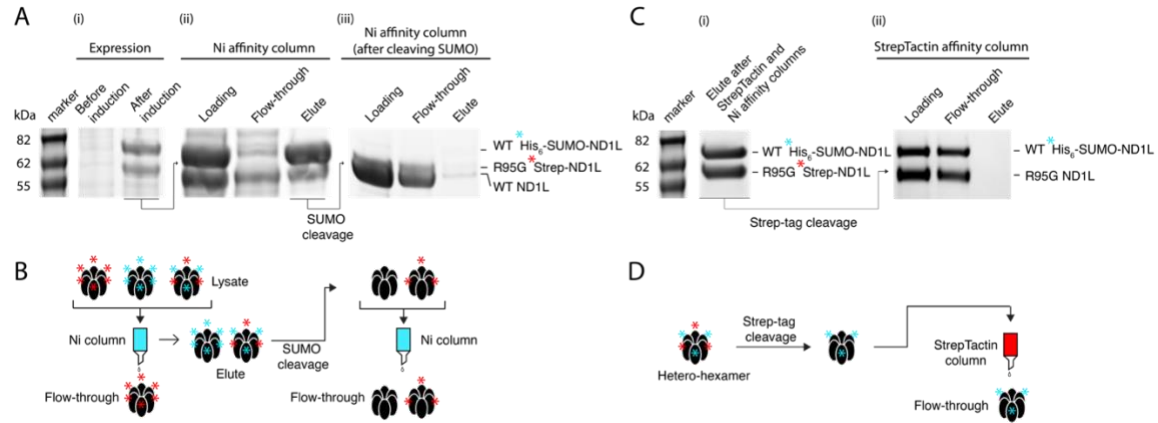 A
(i)
Expression
kDa
marker
Before
induction
After
induction
82
62
55
(ii)
Ni affinity column
Loading
Flow-through
Elute
(iii)
Ni affinity column
(after cleaving SUMO)
Loading
Flow-through
Elute
WT *His6-SUMO-ND1L
R95G *Strep-ND1L
WT ND1L
SUMO
cleavage
B
Lysate
Ni column
Elute
Flow-through
SUMO
cleavage
Ni column
Flow-through
C
(i)
kDa
marker
Elute after
StrepTactin and
Ni affinity columns
82
62
55
WT *His6-SUMO-ND1L
R95G *Strep-ND1L
Strep-tag cleavage
(ii)
StrepTactin affinity column
Loading
Flow-through
Elute
WT *His6-SUMO-ND1L
R95G ND1L
D
Hetero-hexamer
Strep-tag
cleavage
StrepTactin
column
Flow-through